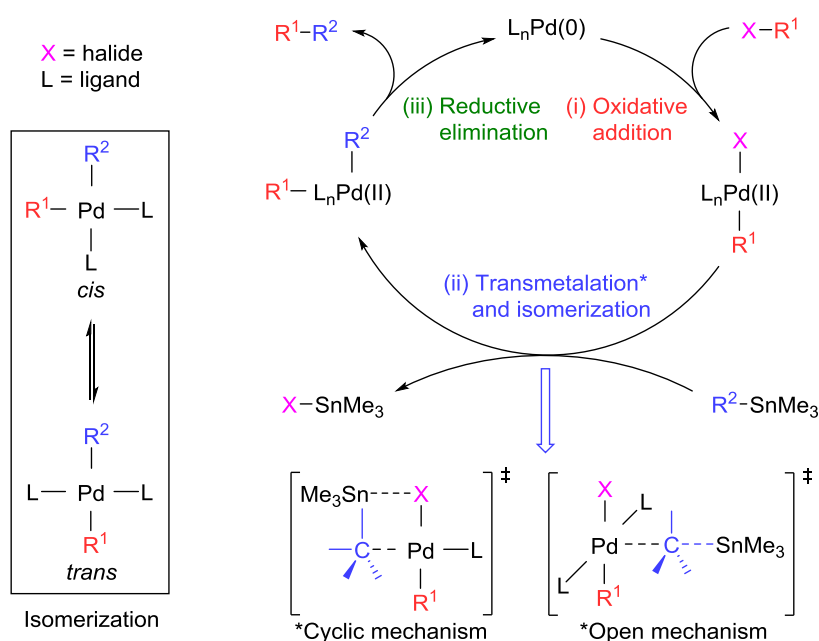 X = halide
L = ligand
R¹
R²
Pd
L
L
cis
R²
L
Pd
L
R¹
trans
Isomerization
R¹–R²
LₙPd(0)
X–R¹
(iii) Reductive
elimination
(i) Oxidative
addition
R²
R¹
LₙPd(II)
X
LₙPd(II)
R¹
(ii) Transmetalation*
and isomerization
X–SnMe₃
R²–SnMe₃
Me₃Sn
X
C
Pd
L
R¹
‡
*Cyclic mechanism
X
L
Pd
C
SnMe₃
L
R¹
‡
*Open mechanism